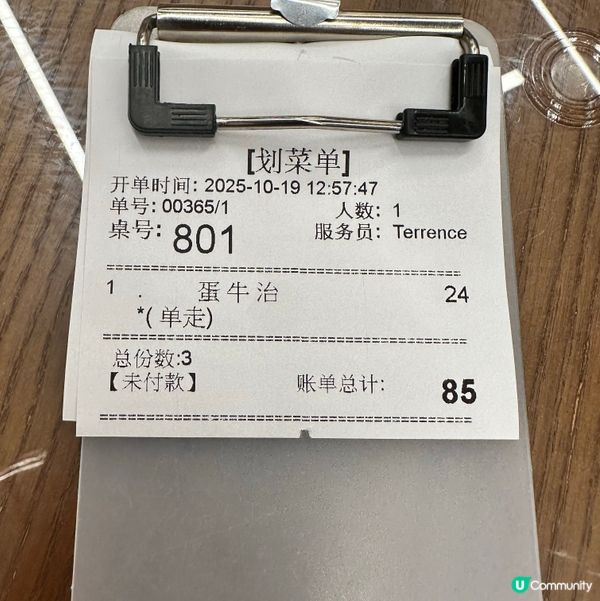 [划菜单]
开单时间: 2025-10-19 12:57:47
单号: 00365/1 人数: 1
桌号: 801 服务员: Terrence
1 . 蛋牛治 24
*(单走)
总份数:3
【未付款】 账单总计: 85
U Community